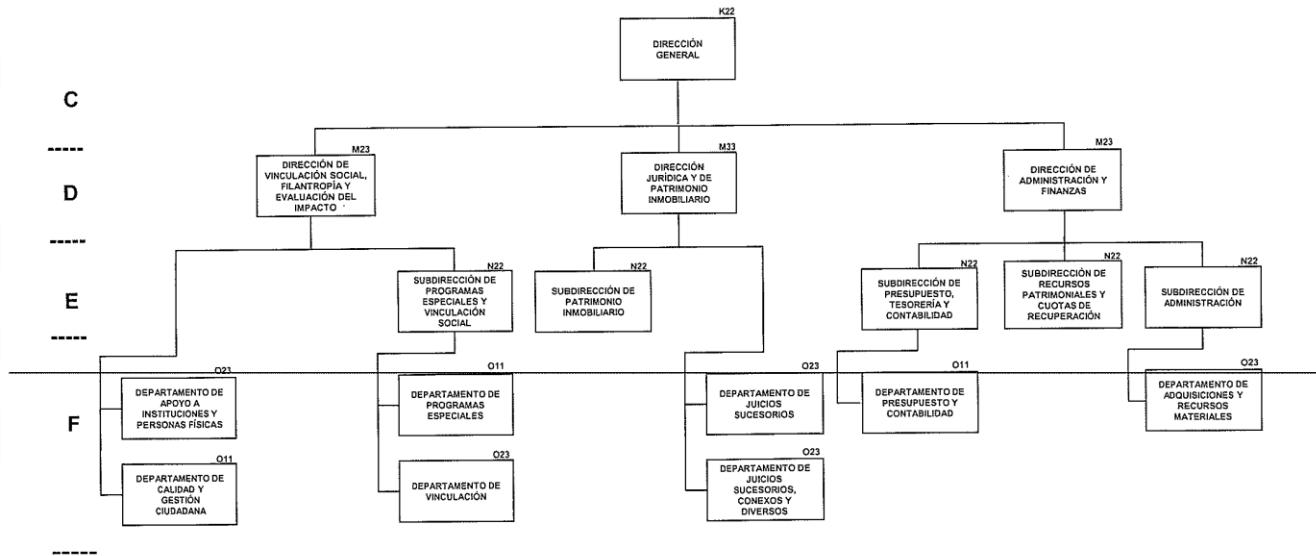 K22
DIRECCIÓN
GENERAL
C
-----
M23
DIRECCIÓN DE
VINCULACIÓN SOCIAL,
FILANTROPÍA Y
EVALUACIÓN DEL
IMPACTO
M33
DIRECCIÓN
JURÍDICA Y DE
PATRIMONIO
INMOBILIARIO
M23
DIRECCIÓN DE
ADMINISTRACIÓN Y
FINANZAS
D
-----
N22
SUBDIRECCIÓN DE
PROGRAMAS
ESPECIALES Y
VINCULACIÓN
SOCIAL
N22
SUBDIRECCIÓN DE
PATRIMONIO
INMOBILIARIO
N22
SUBDIRECCIÓN DE
PRESUPUESTO,
TESORERÍA Y
CONTABILIDAD
N22
SUBDIRECCIÓN DE
RECURSOS
PATRIMONIALES Y
CUOTAS DE
RECUPERACIÓN
N22
SUBDIRECCIÓN
DE
ADMINISTRACIÓN
E
-----
O23
DEPARTAMENTO DE
APOYO A
INSTITUCIONES Y
PERSONAS FÍSICAS
O11
DEPARTAMENTO DE
PROGRAMAS
ESPECIALES
O23
DEPARTAMENTO DE
JUICIOS
SUCESORIOS
O11
DEPARTAMENTO DE
PRESUPUESTO Y
CONTABILIDAD
O23
DEPARTAMENTO DE
ADQUISICIONES Y
RECURSOS
MATERIALES
F
O11
DEPARTAMENTO DE
CALIDAD Y
GESTIÓN
CIUDADANA
O23
DEPARTAMENTO DE
VINCULACIÓN
O23
DEPARTAMENTO DE
JUICIOS
SUCESORIOS,
CONEXOS Y
DIVERSOS
-----